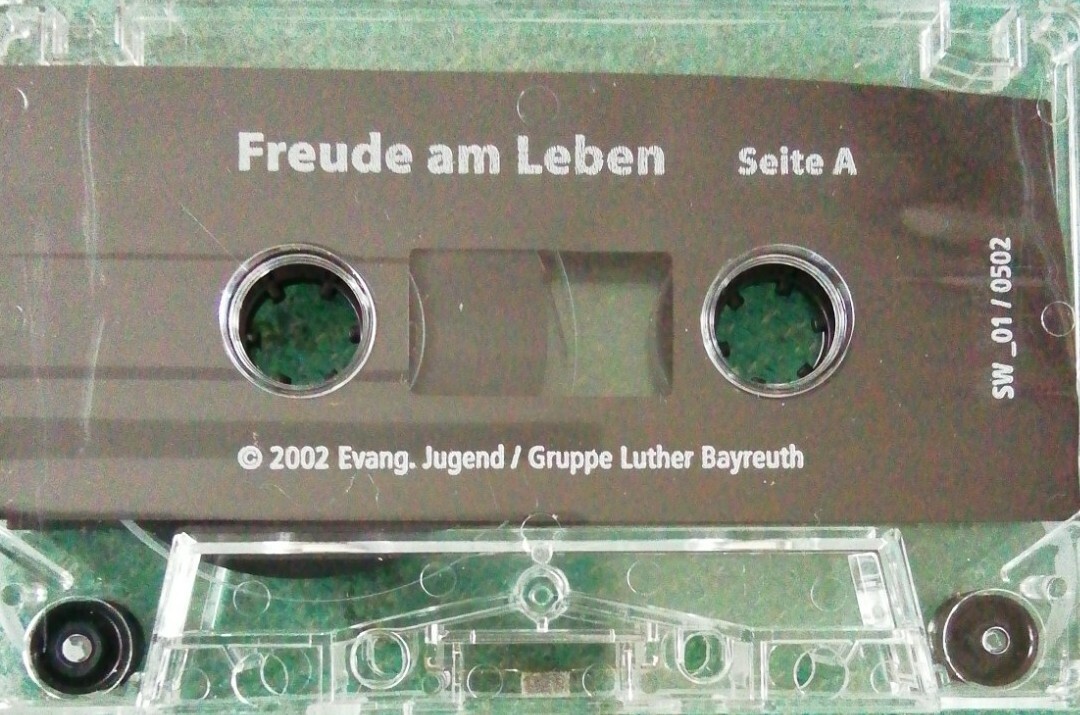 Freude am Leben
Seite A
SW_01 / 0502
© 2002 Evang. Jugend / Gruppe Luther Bayreuth